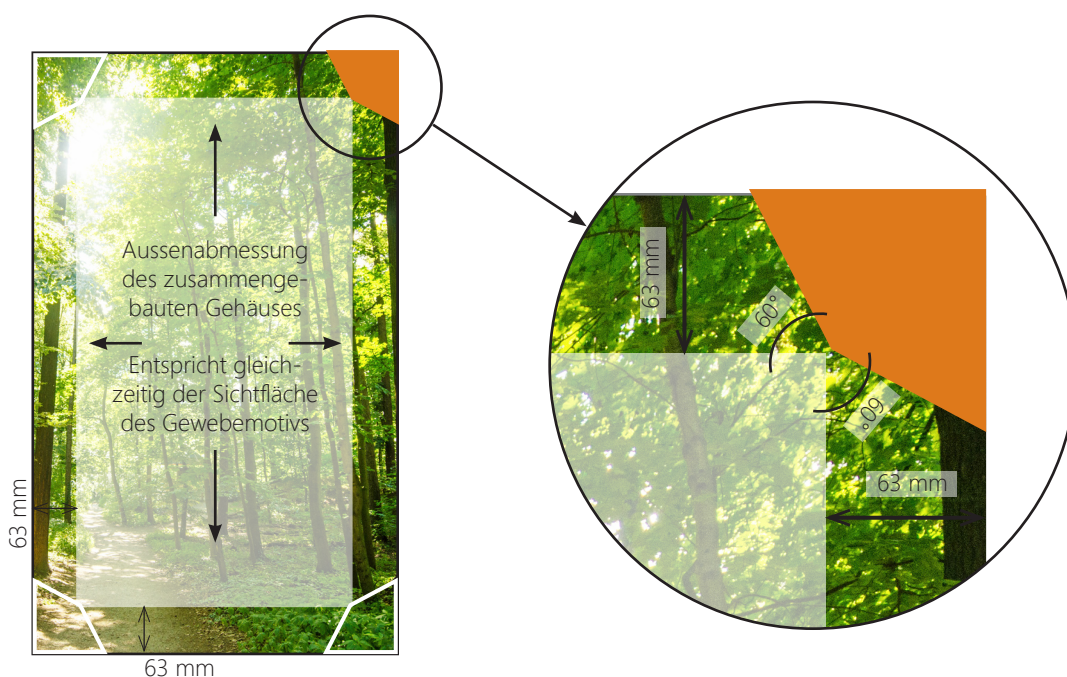 Aussenabmessung
des zusammenge-
bauten Gehäuses
Entspricht gleich-
zeitig der Sichtfläche
des Gewebemotivs
63 mm
63 mm
63 mm
60°
60°
63 mm